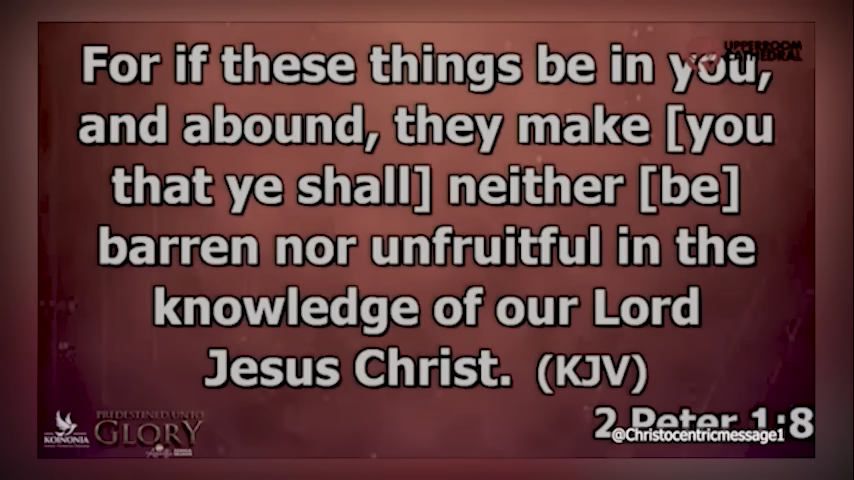 UPPERROOM
CATHEDRAL
For if these things be in you,
and abound, they make [you
that ye shall] neither [be]
barren nor unfruitful in the
knowledge of our Lord
Jesus Christ. (KJV)
2 Peter 1:8
@Christocentricmessage1
KOINONIA
PREDESTINED UNTO
GLORY